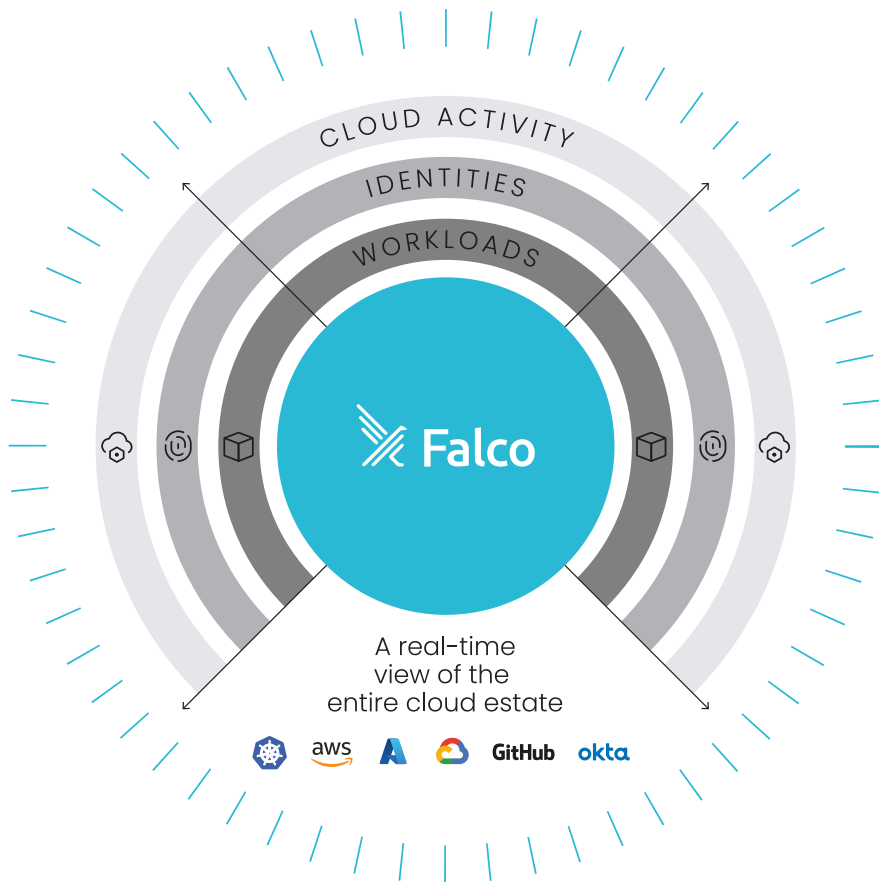 CLOUD ACTIVITY
IDENTITIES
WORKLOADS
Falco
A real-time
view of the
entire cloud estate
aws GitHub okta